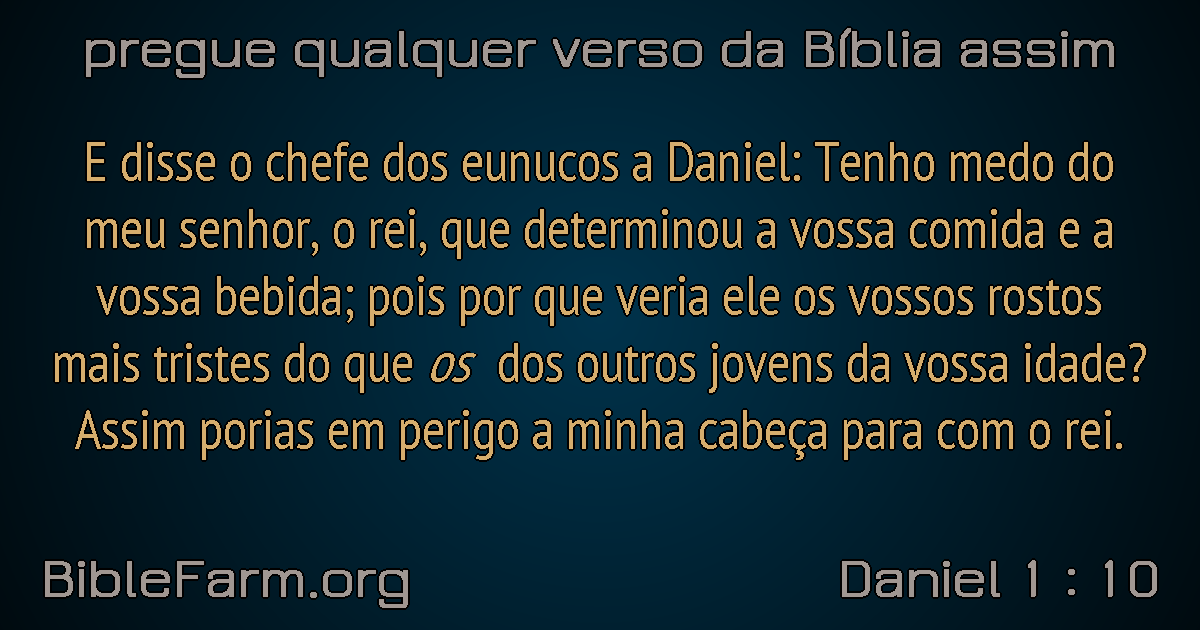 pregue qualquer verso da Bíblia assim
E disse o chefe dos eunucos a Daniel: Tenho medo do
meu senhor, o rei, que determinou a vossa comida e a
vossa bebida; pois por que veria ele os vossos rostos
mais tristes do que os dos outros jovens da vossa idade?
Assim porias em perigo a minha cabeça para com o rei.
BibleFarm.org
Daniel 1 : 10